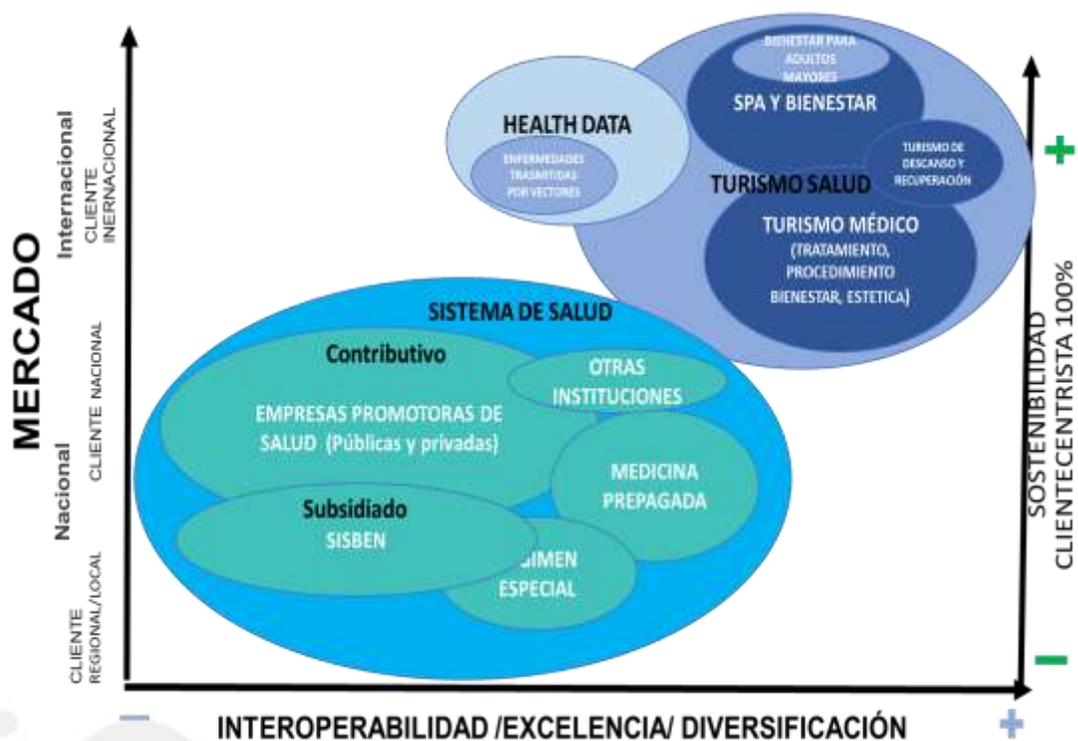 BIENESTAR PARA
ADULTOS
MAYORES
SPA Y BIENESTAR
HEALTH DATA
ENFERMEDADES
TRASMITIDAS
POR VECTORES
TURISMO DE
DESCANSO Y
RECUPERACIÓN
TURISMO SALUD
TURISMO MÉDICO
(TRATAMIENTO,
PROCEDIMIENTO
BIENESTAR, ESTETICA)
SISTEMA DE SALUD
Contributivo
OTRAS
INSTITUCIONES
EMPRESAS PROMOTORAS DE
SALUD (Públicas y privadas)
MEDICINA
PREPAGADA
Subsidiado
SISBEN
GIMEN
ESPECIAL
MERCADO
Internacional
CLIENTE
INERNACIONAL
Nacional
CLIENTE NACIONAL
CLIENTE
REGIONAL/LOCAL
SOSTENIBILIDAD
CLIENTECENTRISTA 100%
+
−
− INTEROPERABILIDAD /EXCELENCIA/ DIVERSIFICACIÓN +